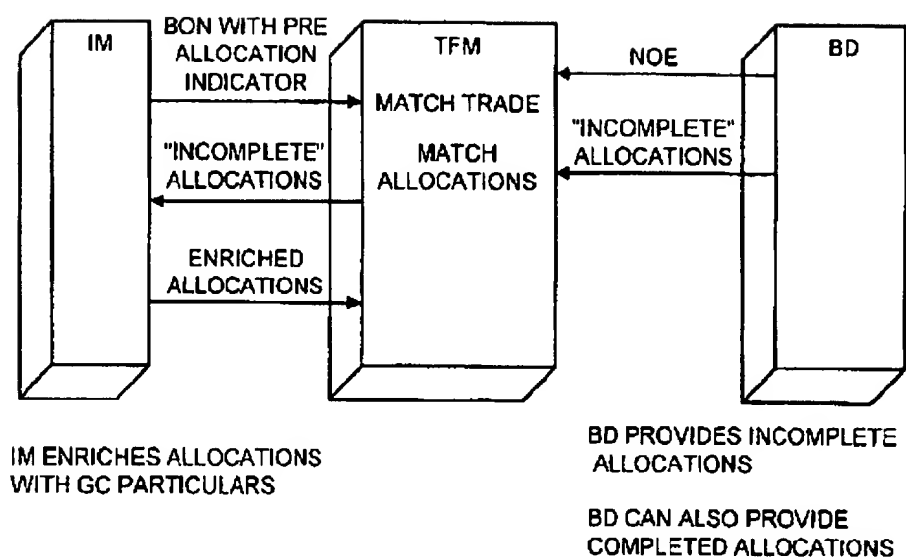 IM
BON WITH PRE
ALLOCATION
INDICATOR
"INCOMPLETE"
ALLOCATIONS
ENRICHED
ALLOCATIONS
TFM
MATCH TRADE
MATCH
ALLOCATIONS
NOE
"INCOMPLETE"
ALLOCATIONS
BD
IM ENRICHES ALLOCATIONS
WITH GC PARTICULARS
BD PROVIDES INCOMPLETE
ALLOCATIONS
BD CAN ALSO PROVIDE
COMPLETED ALLOCATIONS